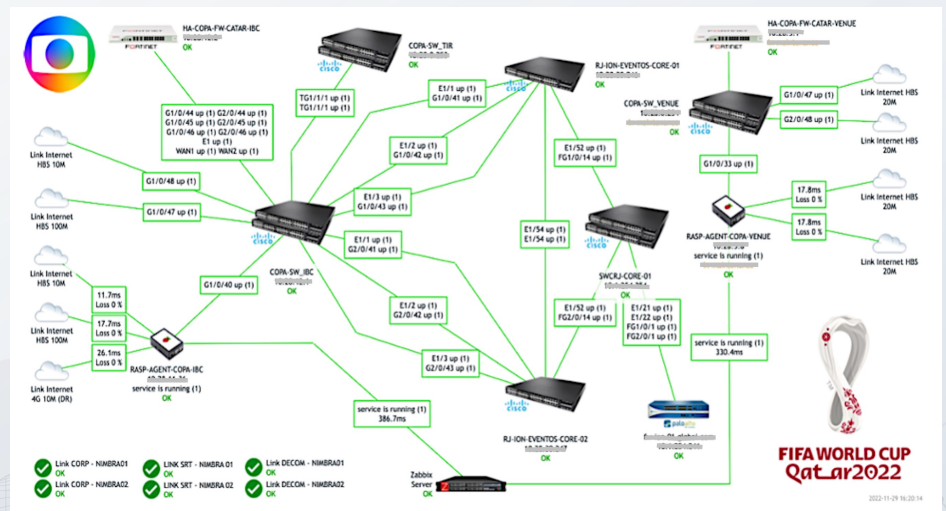 HA-COPA-FW-CATAR-IBC
OK
FORTINET
COPA-SW_TIR
OK
CISCO
HA-COPA-FW-CATAR-VENUE
OK
FORTINET
RJ-ION-EVENTOS-CORE-01
OK
CISCO
COPA-SW_VENUE
OK
CISCO
G1/0/47 up (1)
Link Internet
HBS
20M
G2/0/48 up (1)
Link Internet HBS
20M
G1/0/44 up (1) G2/0/44 up (1)
G1/0/45 up (1) G2/0/45 up (1)
G1/0/46 up (1) G2/0/46 up (1)
E1 up (1)
WAN1 up (1) WAN2 up (1)
TG1/1/1 up (1)
TG1/1/1 up (1)
E1/1 up (1)
G1/0/41 up (1)
E1/2 up (1)
G1/0/42 up (1)
E1/3 up (1)
G1/0/43 up (1)
E1/52 up (1)
FG1/0/14 up (1)
G1/0/33 up (1)
Link Internet
HBS 10M
G1/0/48 up (1)
Link Internet
HBS 100M
G1/0/47 up (1)
CISCO
COPA-SW_IBC
OK
E1/1 up (1)
G2/0/41 up (1)
E1/54 up (1)
E1/54 up (1)
CISCO
SWCRJ-CORE-01
OK
17.8ms
Loss 0 %
Link Internet HBS
20M
17.8ms
Loss 0 %
Link Internet HBS
20M
RASP-AGENT-COPA-VENUE
service is running (1)
OK
Link Internet
HBS 10M
11.7ms
Loss 0 %
G1/0/40 up (1)
Link Internet
HBS 100M
17.7ms
Loss 0 %
Link Internet
4G 10M (DR)
26.1ms
Loss 0 %
RASP-AGENT-COPA-IBC
service is running (1)
OK
E1/2 up (1)
G2/0/42 up (1)
E1/3 up (1)
G2/0/43 up (1)
E1/52 up (1)
FG2/0/14 up (1)
E1/21 up (1)
E1/22 up (1)
FG1/0/1 up (1)
FG2/0/1 up (1)
service is running (1)
330.4ms
service is running (1)
386.7ms
CISCO
RJ-ION-EVENTOS-CORE-02
OK
paloalto
OK
Zabbix
Server
OK
Z
Link CORP - NIMBRA01
OK
LINK SRT - NIMBRA 01
OK
Link DECOM - NIMBRA01
OK
Link CORP - NIMBRA02
OK
LINK SRT - NIMBRA 02
OK
Link DECOM - NIMBRA02
OK
FIFA WORLD CUP
Qatar2022
2022-11-29 16:20:14